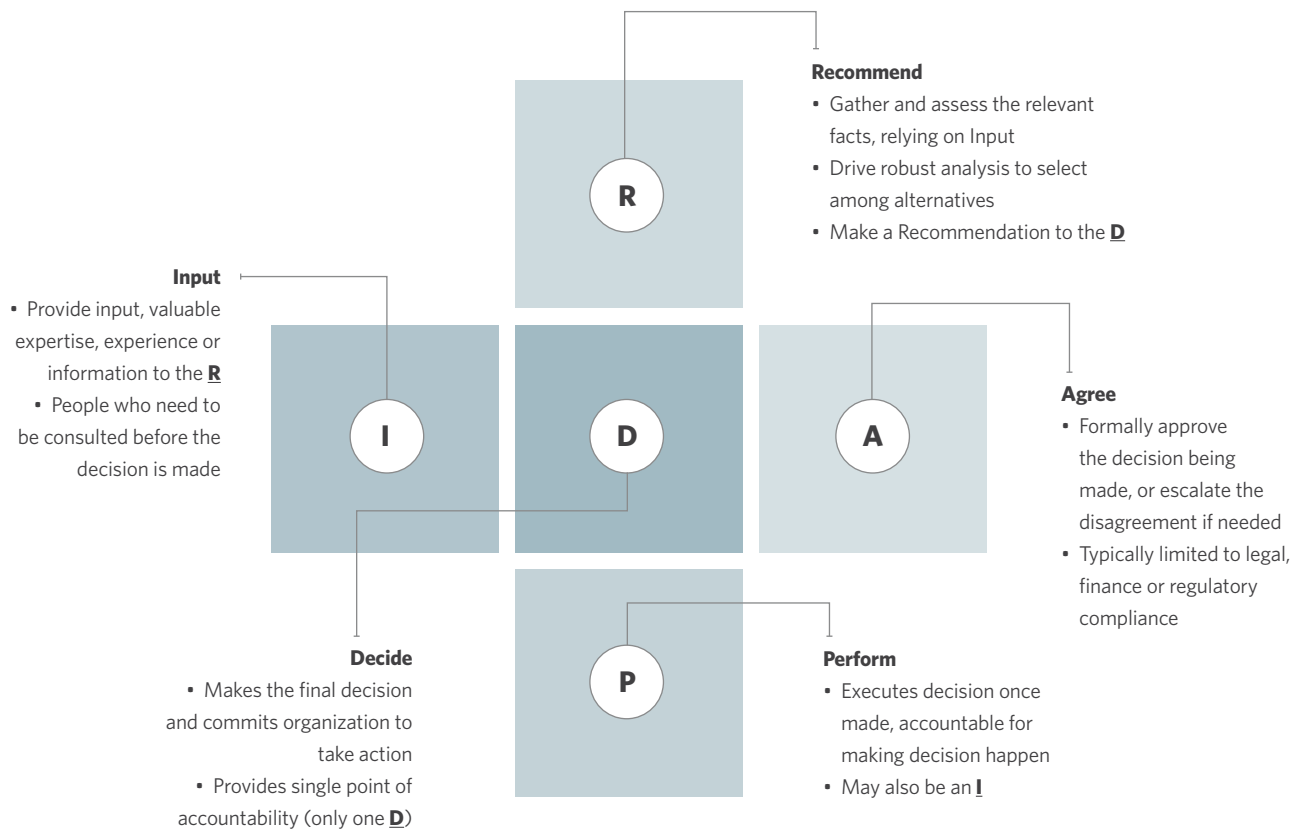 Recommend
• Gather and assess the relevant
facts, relying on Input
• Drive robust analysis to select
among alternatives
• Make a Recommendation to the D
R
Input
• Provide input, valuable
expertise, experience or
information to the R
• People who need to
be consulted before the
decision is made
I
D
A
Agree
• Formally approve
the decision being
made, or escalate the
disagreement if needed
• Typically limited to legal,
finance or regulatory
compliance
Decide
• Makes the final decision
and commits organization to
take action
• Provides single point of
accountability (only one D)
P
Perform
• Executes decision once
made, accountable for
making decision happen
• May also be an I